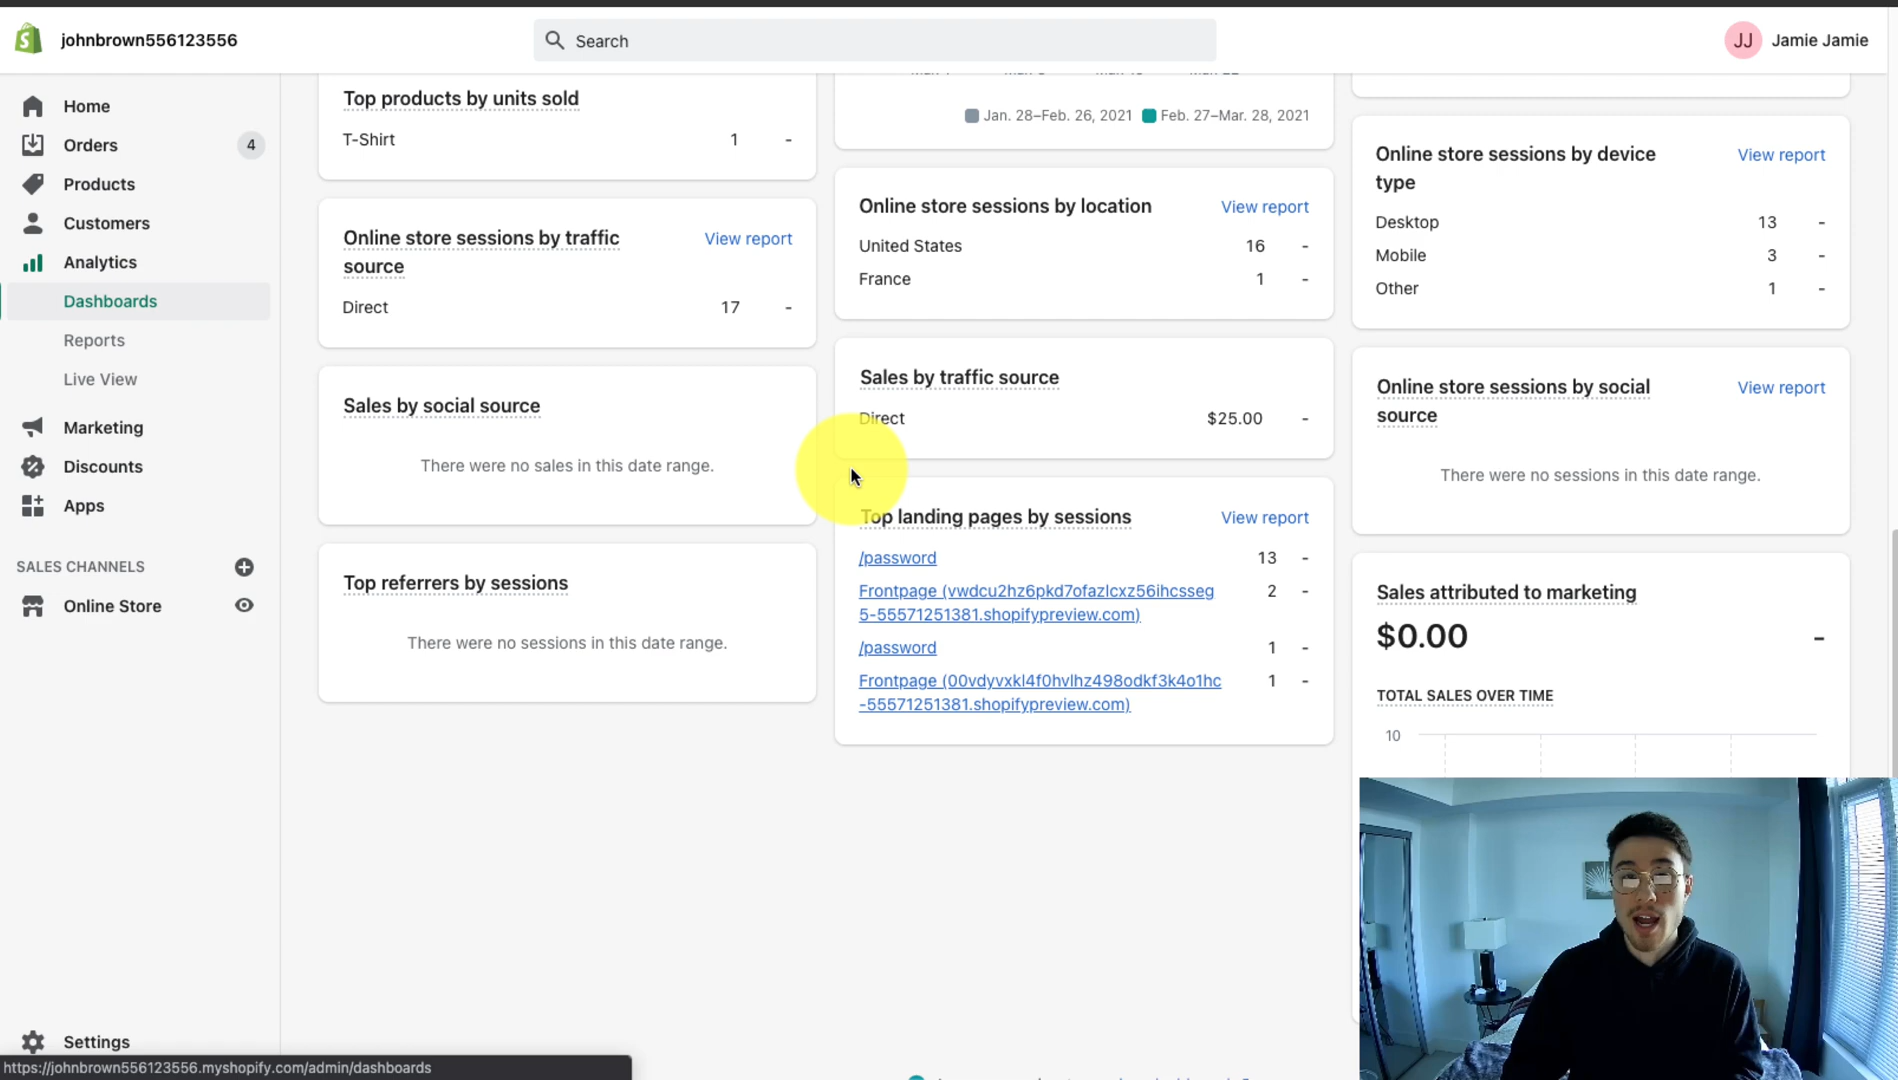 johnbrown556123556
Search
JJ Jamie Jamie
Home
Orders 4
Products
Customers
Analytics
Dashboards
Reports
Live View
Marketing
Discounts
Apps
SALES CHANNELS
Online Store
Settings
https://johnbrown556123556.myshopify.com/admin/dashboards
Top products by units sold
T-Shirt 1 -
Online store sessions by traffic View report
source
Direct 17 -
Sales by social source
There were no sales in this date range.
Top referrers by sessions
There were no sessions in this date range.
Jan. 28–Feb. 26, 2021 Feb. 27–Mar. 28, 2021
Online store sessions by location View report
United States 16 -
France 1 -
Sales by traffic source
Direct $25.00 -
Top landing pages by sessions View report
/password 13 -
Frontpage (vwdcu2hz6pkd7ofazlcxz56ihcsseg 2 -
5-55571251381.shopifypreview.com)
/password 1 -
Frontpage (00vdyvxkl4f0hvlhz498odkf3k4o1hc 1 -
-55571251381.shopifypreview.com)
Online store sessions by device View report
type
Desktop 13 -
Mobile 3 -
Other 1 -
Online store sessions by social View report
source
There were no sessions in this date range.
Sales attributed to marketing
$0.00 -
TOTAL SALES OVER TIME
10